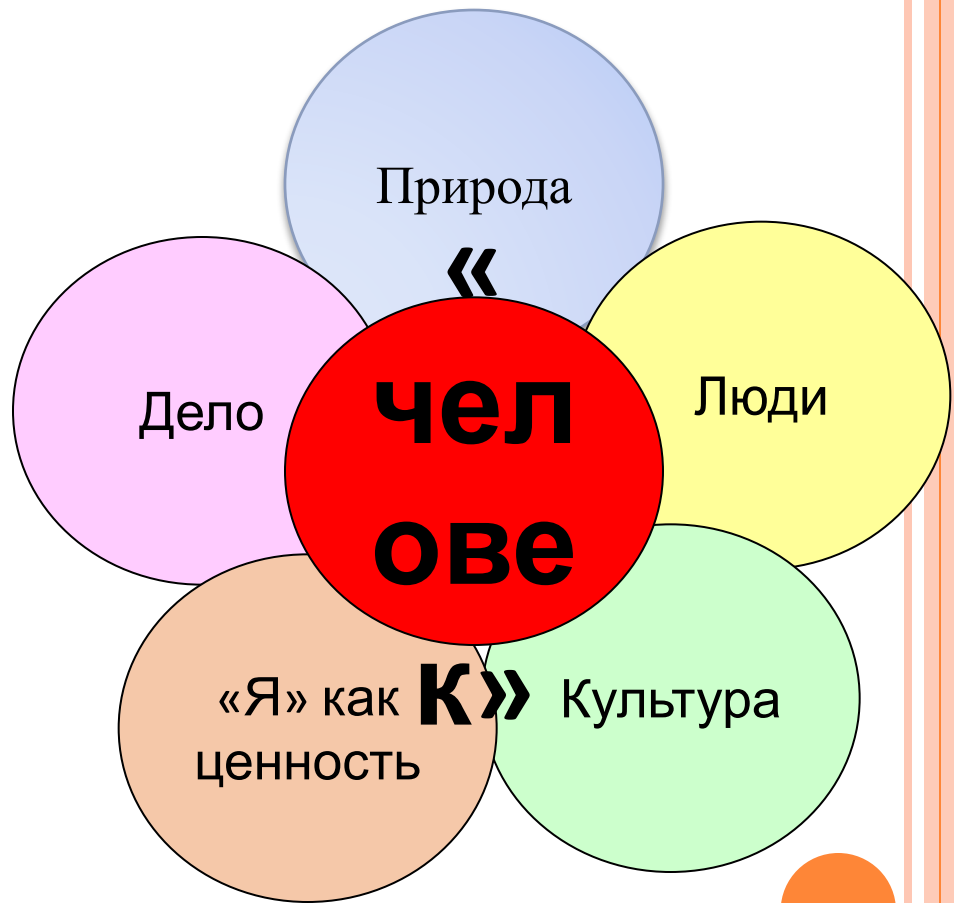 Природа
«
чел
ове
к»
Люди
Дело
«Я» как
ценность
Культура